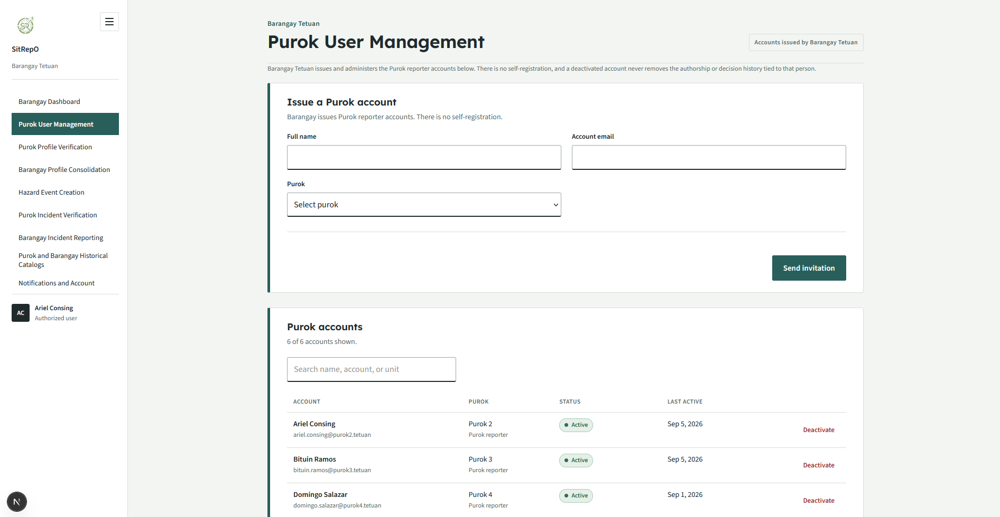 SitRepO
Barangay Tetuan
Barangay Dashboard
Purok User Management
Purok Profile Verification
Barangay Profile Consolidation
Hazard Event Creation
Purok Incident Verification
Barangay Incident Reporting
Purok and Barangay Historical
Catalogs
Notifications and Account
AC
Ariel Consing
Authorized user
N
Barangay Tetuan
Purok User Management
Accounts issued by Barangay Tetuan
Barangay Tetuan issues and administers the Purok reporter accounts below. There is no self-registration, and a deactivated account never removes the authorship or decision history tied to that person.
Issue a Purok account
Barangay issues Purok reporter accounts. There is no self-registration.
Full name
Account email
Purok
Select purok
Send invitation
Purok accounts
6 of 6 accounts shown.
Search name, account, or unit
ACCOUNT PUROK STATUS LAST ACTIVE
Ariel Consing Purok 2 Active Sep 5, 2026
ariel.consing@purok2.tetuan Purok reporter Deactivate
Bituin Ramos Purok 3 Active Sep 5, 2026
bituin.ramos@purok3.tetuan Purok reporter Deactivate
Domingo Salazar Purok 4 Active Sep 1, 2026
domingo.salazar@purok4.tetuan Purok reporter Deactivate